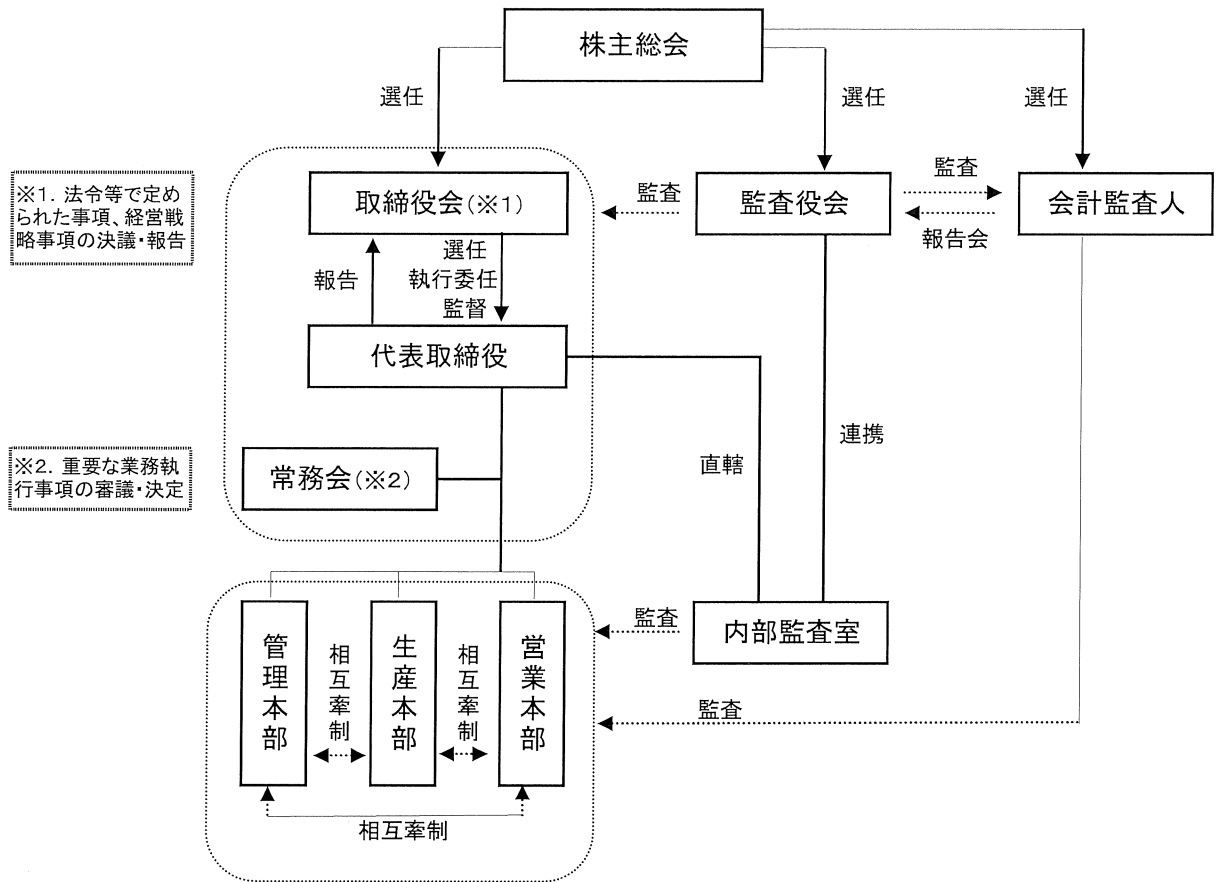 株主総会
選任
選任
選任
※1．法令等で定め
られた事項、経営戦
略事項の決議・報告
取締役会（※1）
監査
監査役会
監査
報告会
会計監査人
報告
選任
執行委任
監督
代表取締役
※2．重要な業務執
行事項の審議・決定
常務会（※2）
直轄
連携
管理本部
相互牽制
生産本部
相互牽制
営業本部
監査
内部監査室
監査
相互牽制